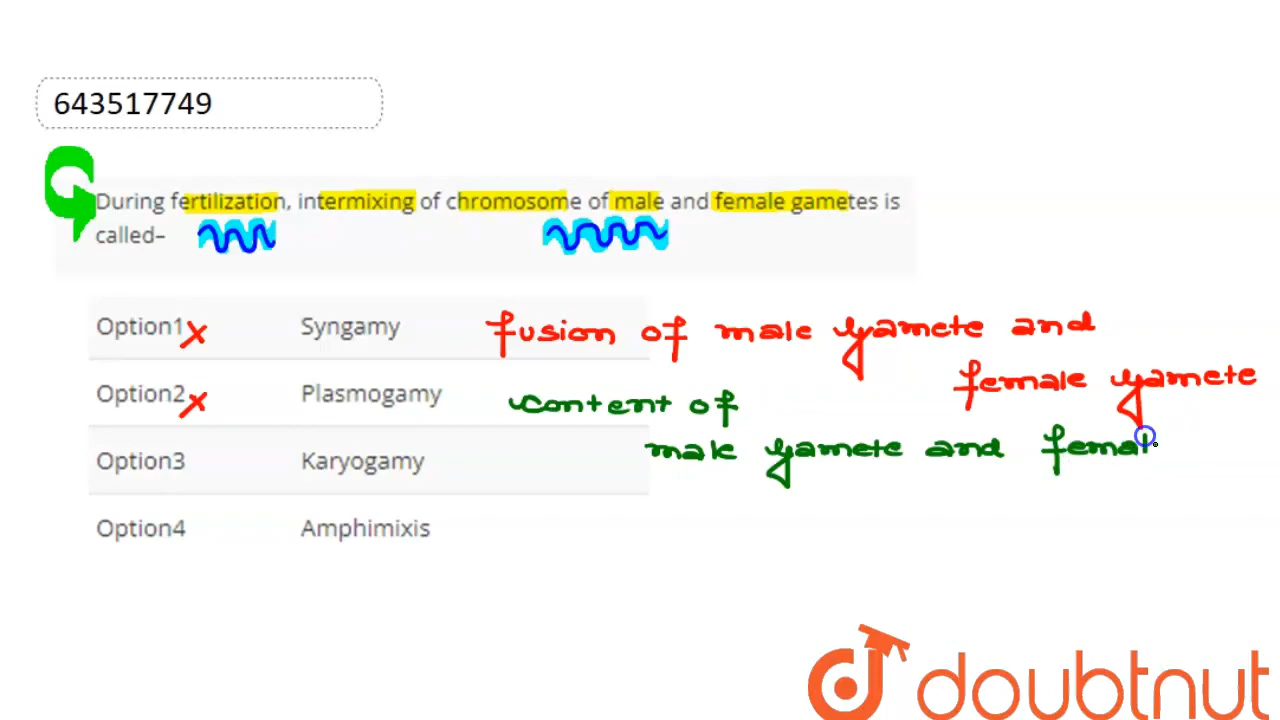 643517749
During fertilization, intermixing of chromosome of male and female gametes is
called–
Option1 x Syngamy fusion of male gamete and
female gamete
Option2 x Plasmogamy content of
male gamete and femal
Option3 Karyogamy
Option4 Amphimixis
doubtnut